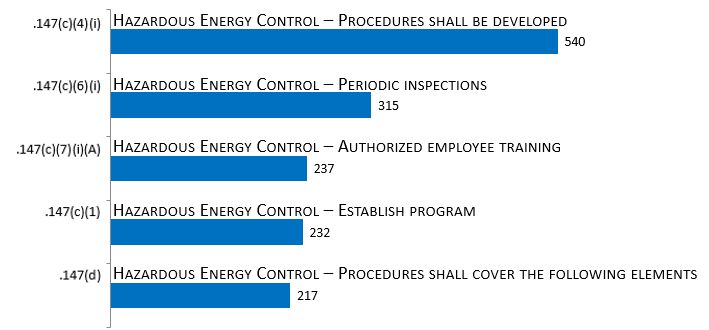 .147(c)(4)(i) Hazardous Energy Control – Procedures shall be developed
540
.147(c)(6)(i) Hazardous Energy Control – Periodic inspections
315
.147(c)(7)(i)(A) Hazardous Energy Control – Authorized employee training
237
.147(c)(1) Hazardous Energy Control – Establish program
232
.147(d) Hazardous Energy Control – Procedures shall cover the following elements
217